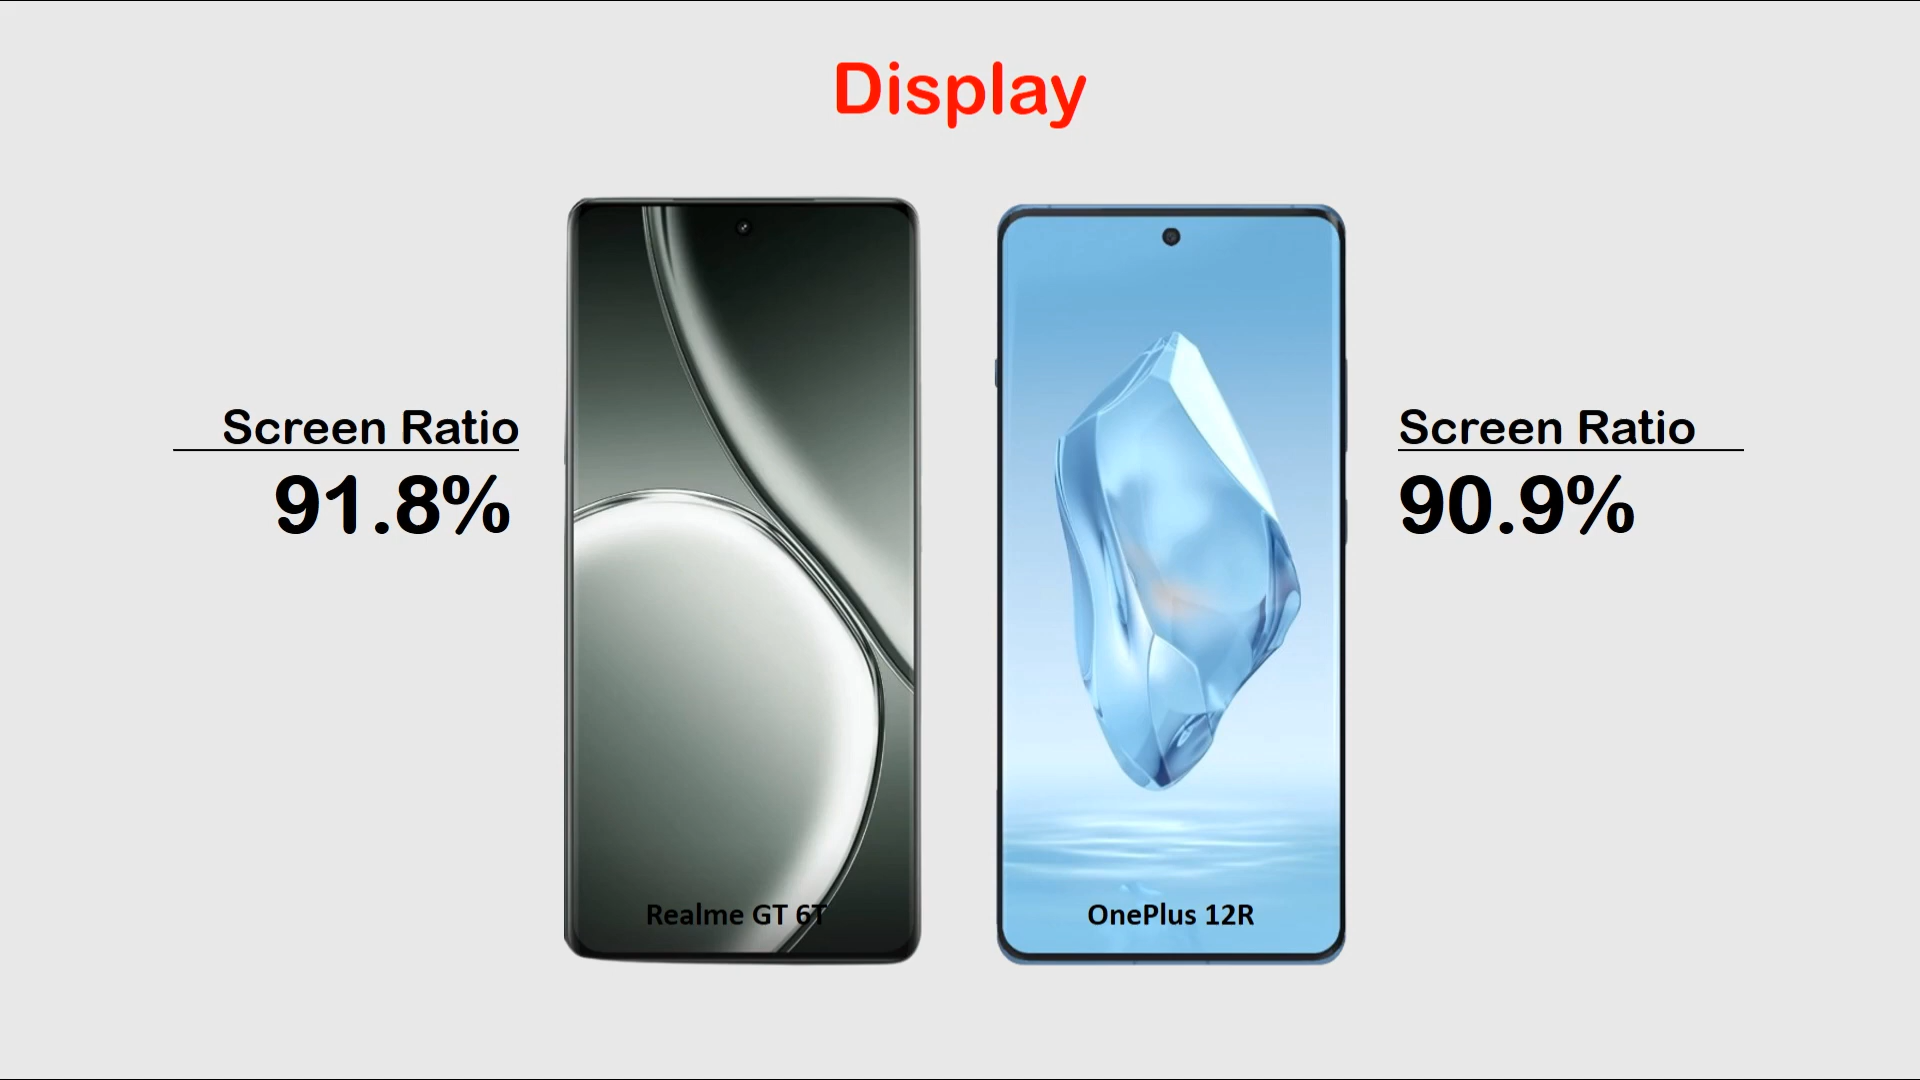 Display
Screen Ratio
91.8%
Screen Ratio
90.9%
Realme GT 6T
OnePlus 12R